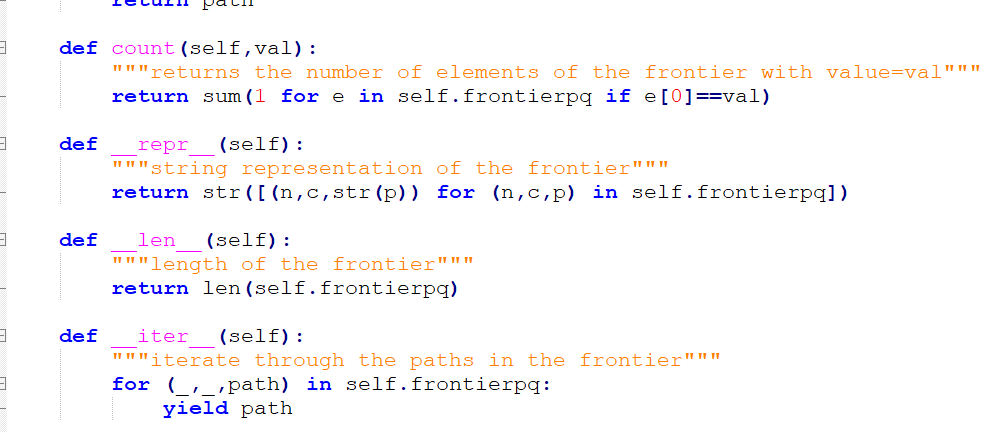 return path
def count(self,val):
"""returns the number of elements of the frontier with value=val"""
return sum(1 for e in self.frontierpq if e[0]==val)
def __repr__(self):
"""string representation of the frontier"""
return str([(n,c,str(p)) for (n,c,p) in self.frontierpq])
def __len__(self):
"""length of the frontier"""
return len(self.frontierpq)
def __iter__(self):
"""iterate through the paths in the frontier"""
for (_,_,path) in self.frontierpq:
yield path